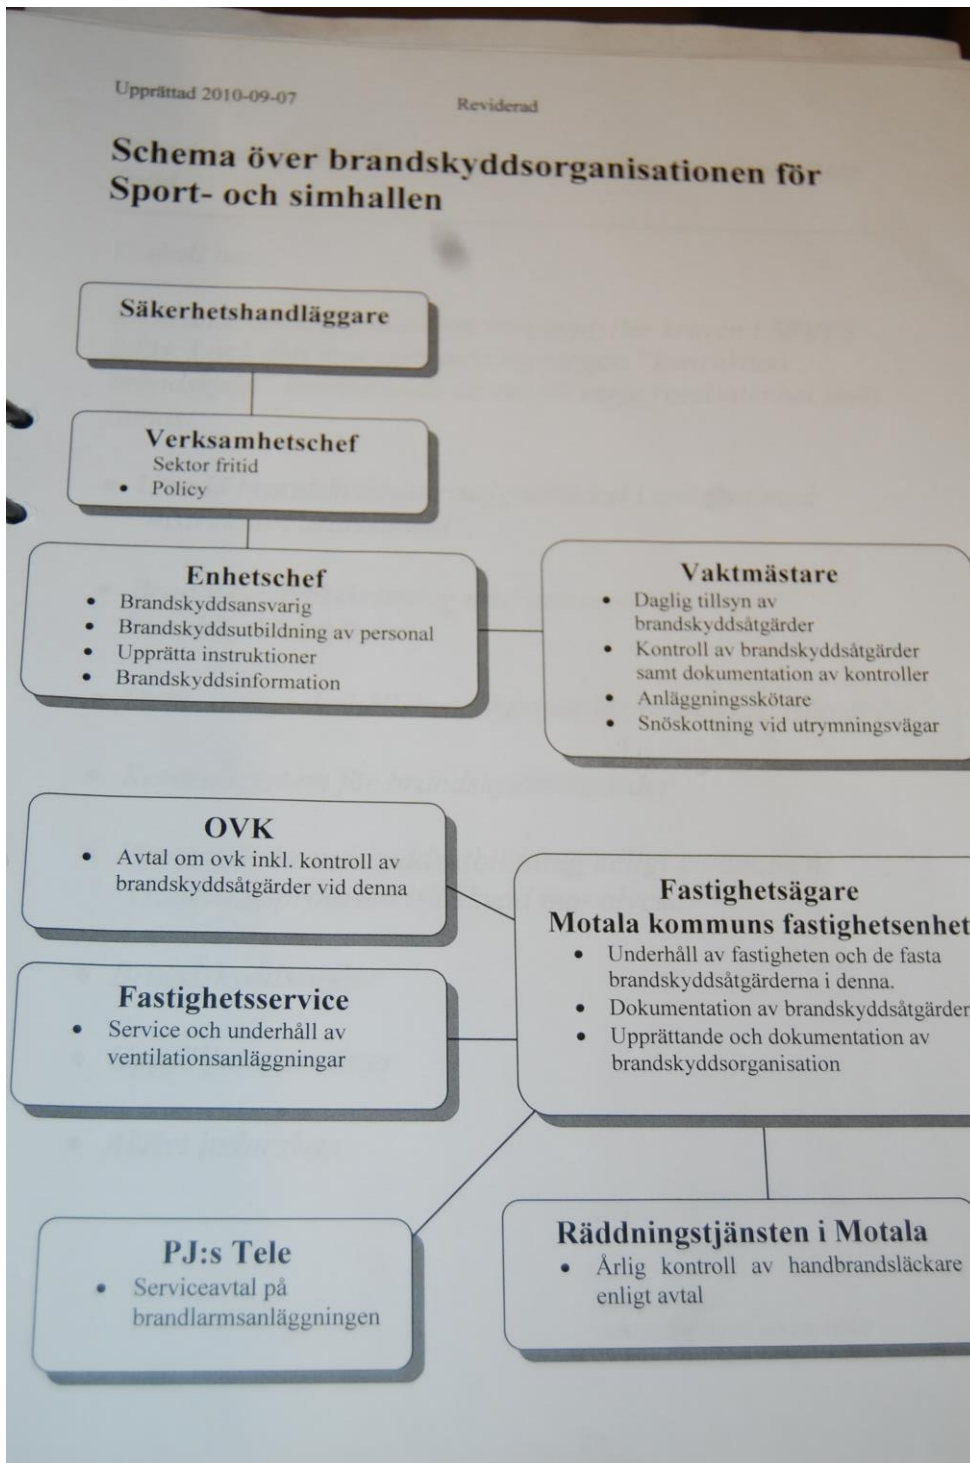 Upprättad 2010-09-07
Reviderad
Schema över brandskyddsorganisationen för
Sport- och simhallen
Säkerhetshandläggare
Verksamhetschef
Sektor fritid
• Policy
Enhetschef
• Brandskyddsansvarig
• Brandskyddsutbildning av personal
• Upprätta instruktioner
• Brandskyddsinformation
Vaktmästare
• Daglig tillsyn av
brandskyddsåtgärder
• Kontroll av brandskyddsåtgärder
samt dokumentation av kontroller
• Anläggningsskötare
• Snöskottning vid utrymningsvägar
OVK
• Avtal om ovk inkl. kontroll av
brandskyddsåtgärder vid denna
Fastighetsägare
Motala kommuns fastighetsenhet
• Underhåll av fastigheten och de fasta
brandskyddsåtgärderna i denna.
• Dokumentation av brandskyddsåtgärder
• Upprättande och dokumentation av
brandskyddsorganisation
Fastighetsservice
• Service och underhåll av
ventilationsanläggningar
PJ:s Tele
• Serviceavtal på
brandlarmsanläggningen
Räddningstjänsten i Motala
• Årlig kontroll av handbrandsläckare
enligt avtal